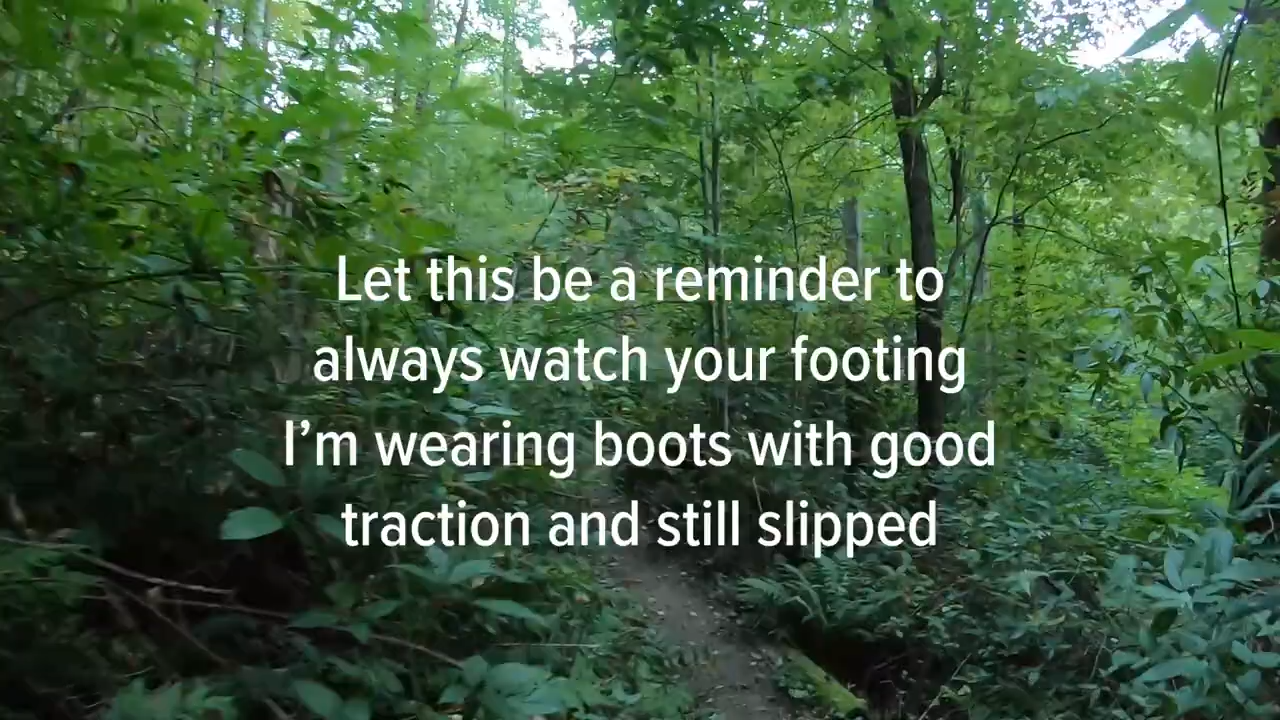 Let this be a reminder to
always watch your footing
I’m wearing boots with good
traction and still slipped